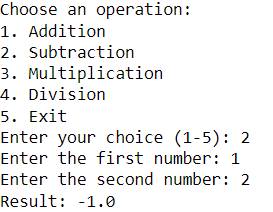 Choose an operation:
1. Addition
2. Subtraction
3. Multiplication
4. Division
5. Exit
Enter your choice (1-5): 2
Enter the first number: 1
Enter the second number: 2
Result: -1.0